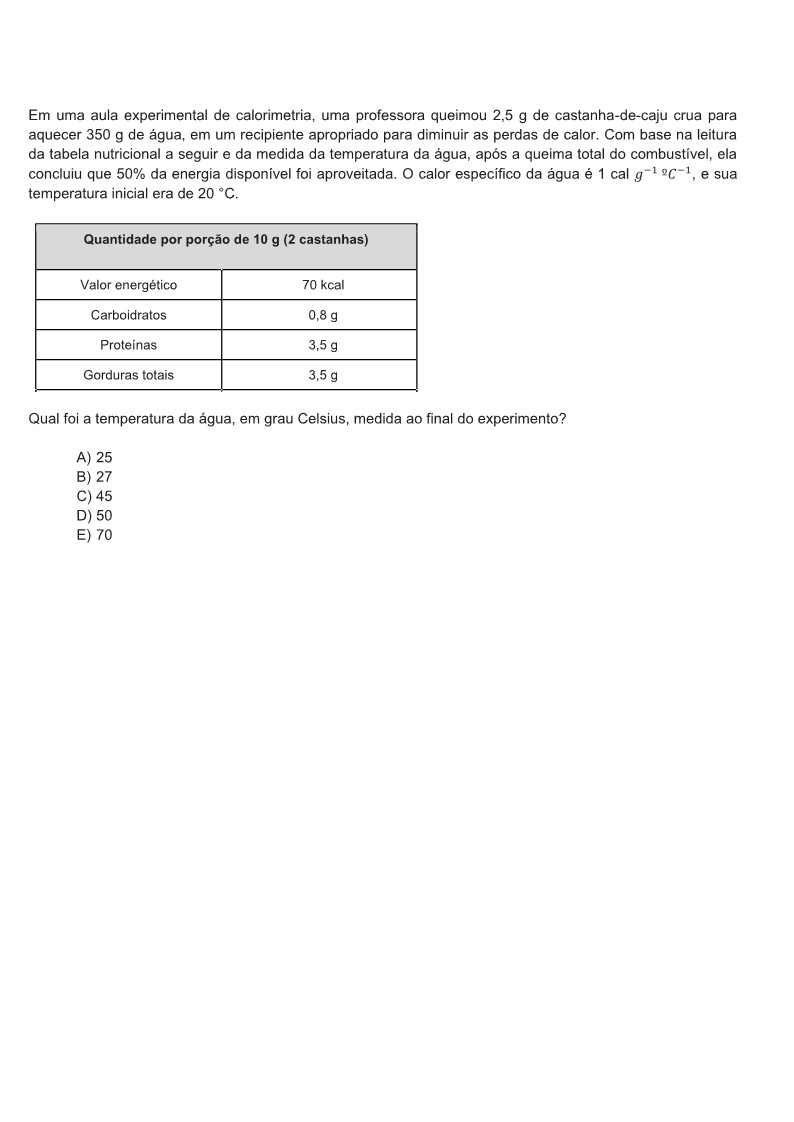 Em uma aula experimental de calorimetria, uma professora queimou 2,5 g de castanha-de-caju crua para
aquecer 350 g de água, em um recipiente apropriado para diminuir as perdas de calor. Com base na leitura
da tabela nutricional a seguir e da medida da temperatura da água, após a queima total do combustível, ela
concluiu que 50% da energia disponível foi aproveitada. O calor específico da água é 1 cal g⁻¹ ºC⁻¹, e sua
temperatura inicial era de 20 °C.
Quantidade por porção de 10 g (2 castanhas)
Valor energético 70 kcal
Carboidratos 0,8 g
Proteínas 3,5 g
Gorduras totais 3,5 g
Qual foi a temperatura da água, em grau Celsius, medida ao final do experimento?
A) 25
B) 27
C) 45
D) 50
E) 70